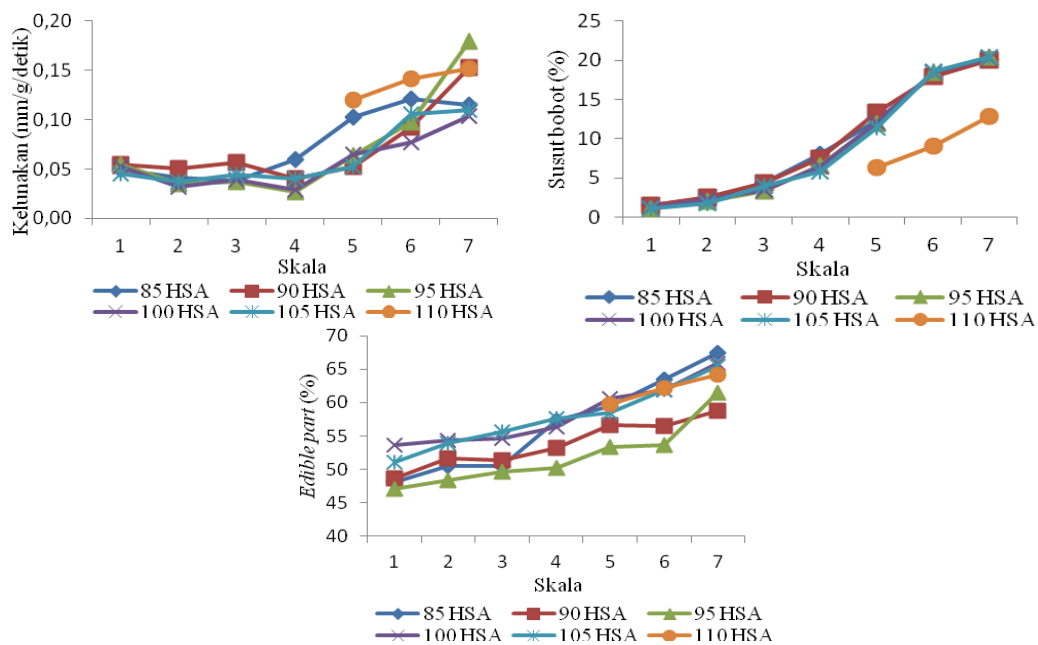 Kelunakan (mm/g/detik)
0,20
0,15
0,10
0,05
0,00
1 2 3 4 5 6 7
Skala
85 HSA 90 HSA 95 HSA
100 HSA 105 HSA 110 HSA
Susut bobot (%)
25
20
15
10
5
0
1 2 3 4 5 6 7
Skala
85 HSA 90 HSA 95 HSA
100 HSA 105 HSA 110 HSA
Edible part (%)
70
65
60
55
50
45
40
1 2 3 4 5 6 7
Skala
85 HSA 90 HSA 95 HSA
100 HSA 105 HSA 110 HSA